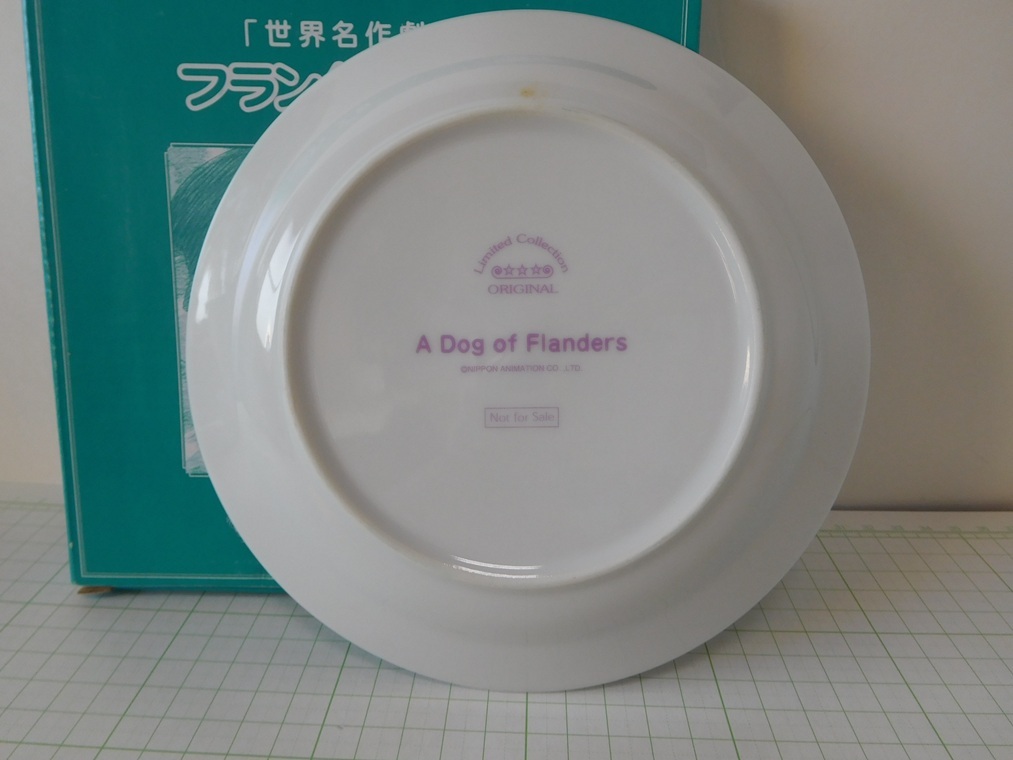 「世界名作劇
フラン
Limited Collection
ORIGINAL
A Dog of Flanders
©NIPPON ANIMATION CO.,LTD.
Not for Sale